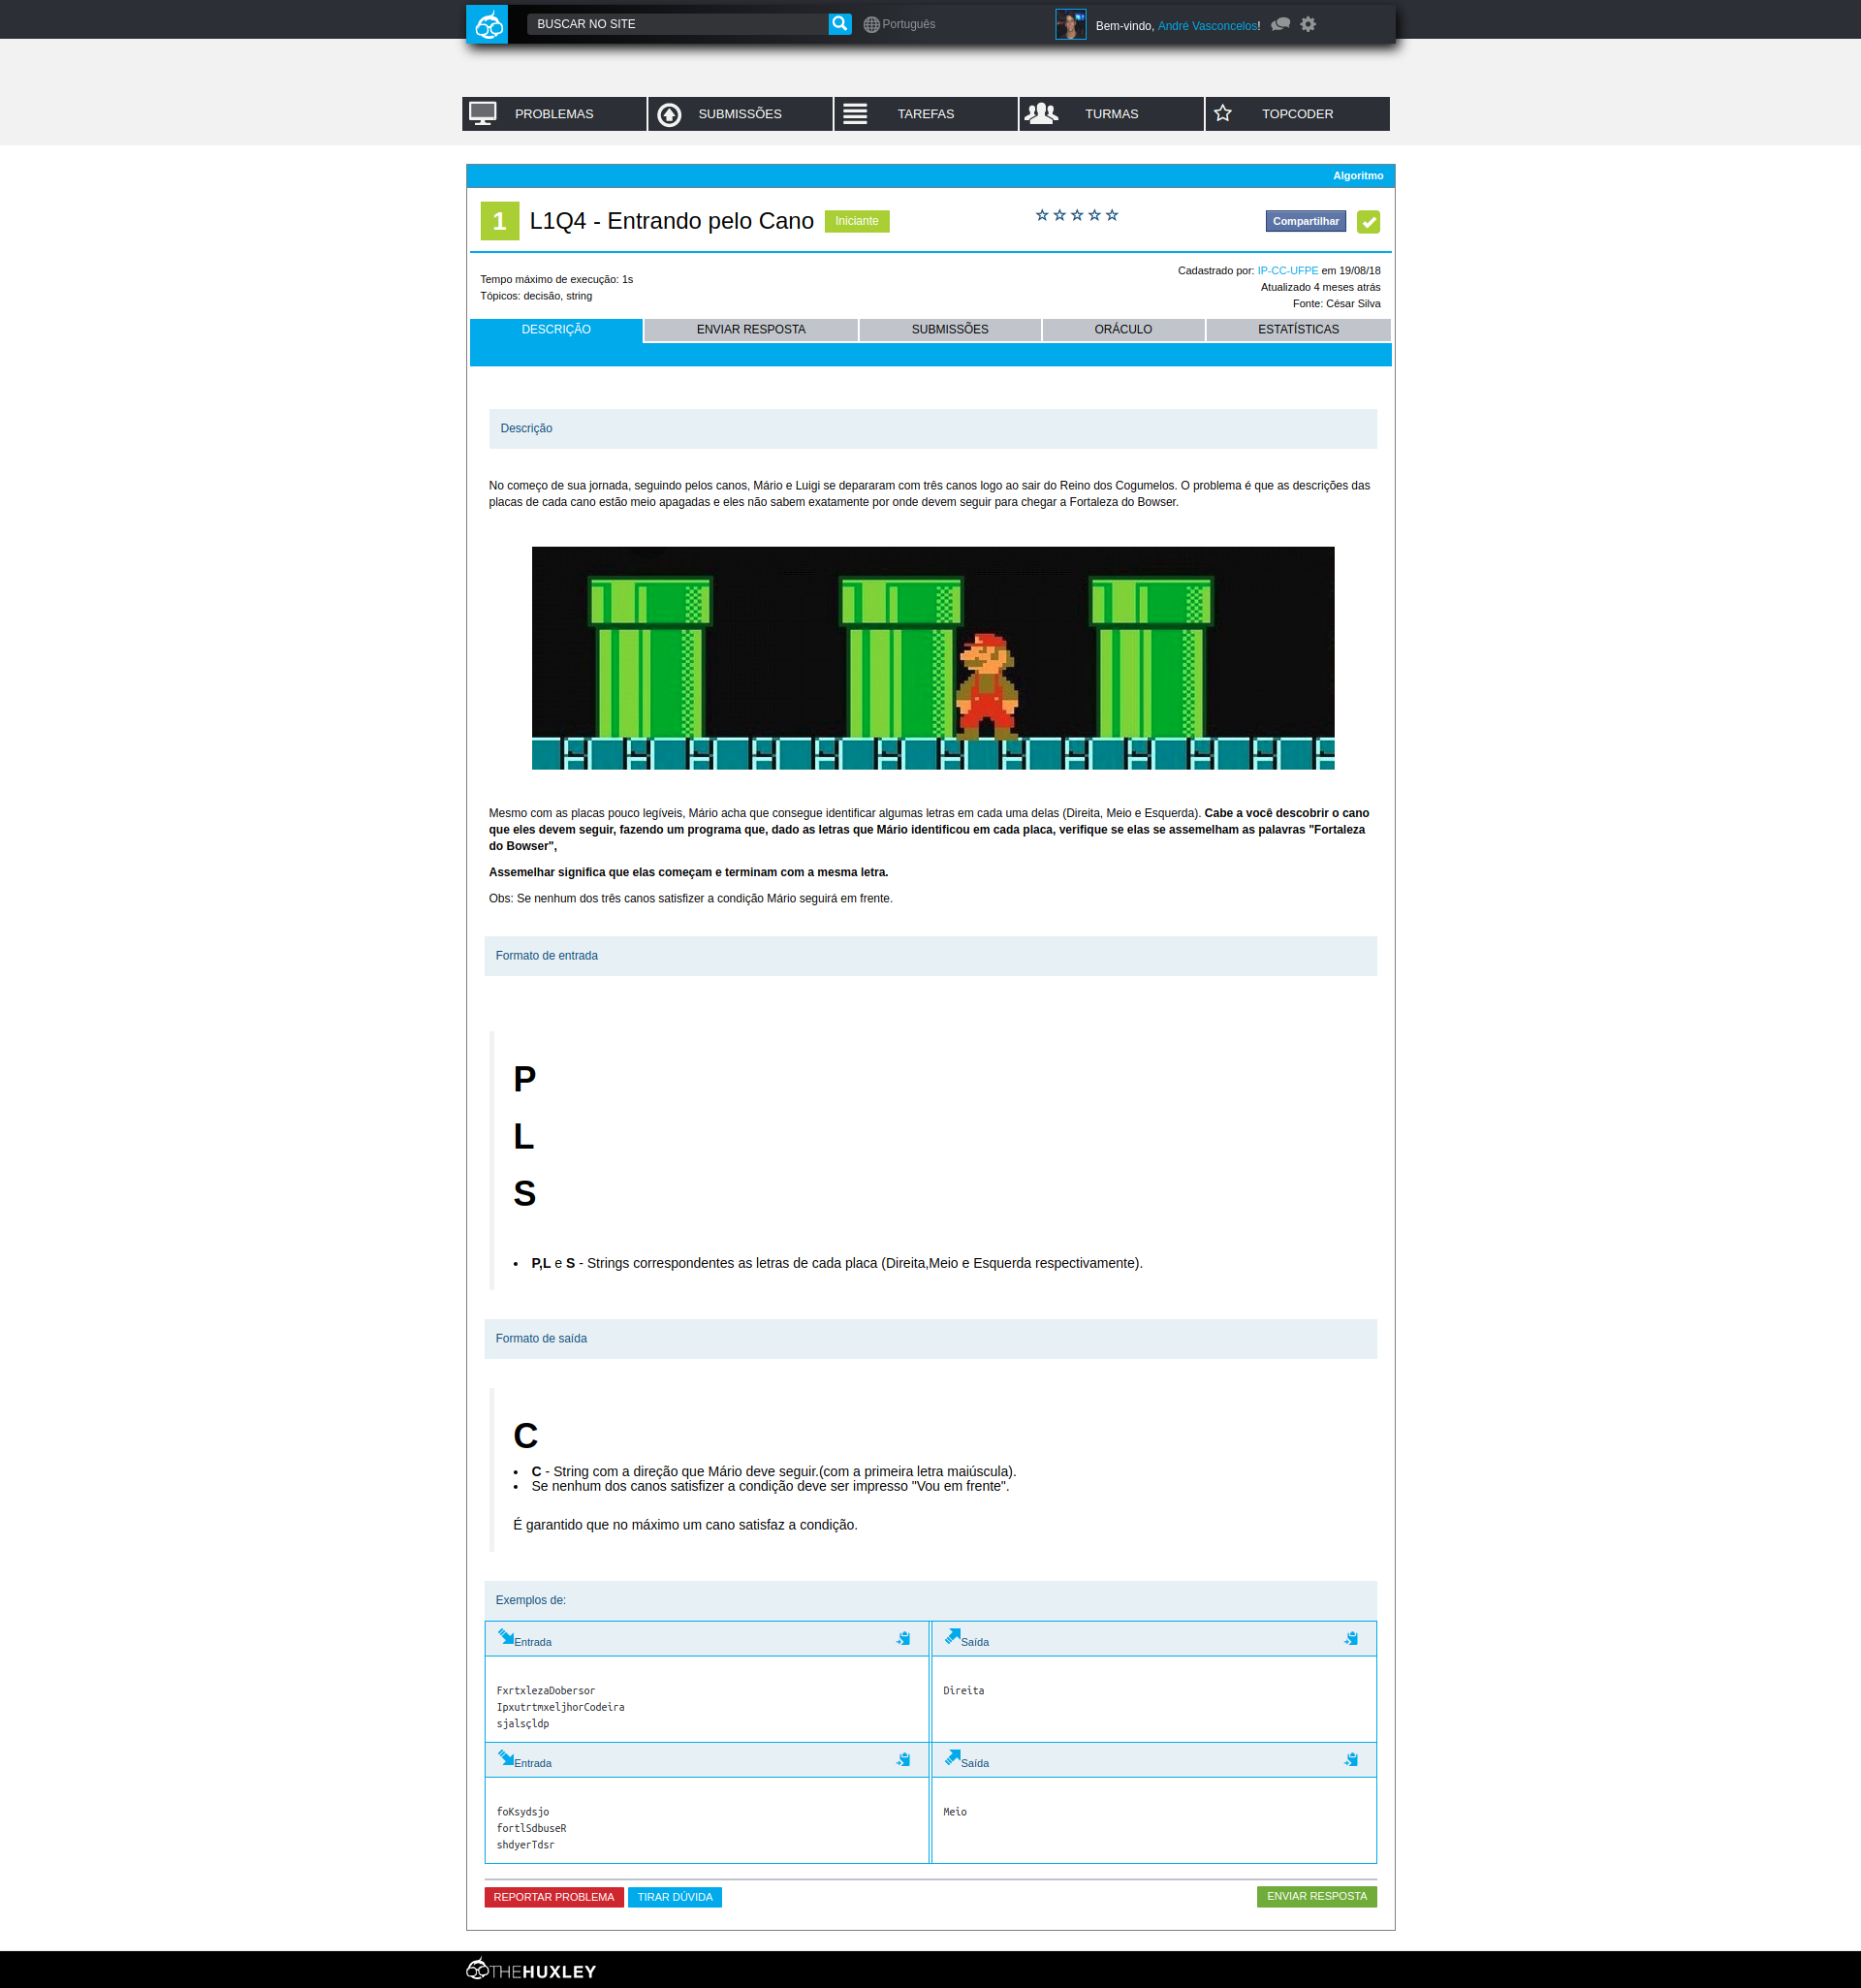 BUSCAR NO SITE
Português
Bem-vindo, André Vasconcelos!
PROBLEMAS
SUBMISSÕES
TAREFAS
TURMAS
TOPCODER
Algoritmo
1
L1Q4 - Entrando pelo Cano
Iniciante
Compartilhar
Tempo máximo de execução: 1s
Tópicos: decisão, string
Cadastrado por: IP-CC-UFPE em 19/08/18
Atualizado 4 meses atrás
Fonte: César Silva
DESCRIÇÃO
ENVIAR RESPOSTA
SUBMISSÕES
ORÁCULO
ESTATÍSTICAS
Descrição
No começo de sua jornada, seguindo pelos canos, Mário e Luigi se depararam com três canos logo ao sair do Reino dos Cogumelos. O problema é que as descrições das
placas de cada cano estão meio apagadas e eles não sabem exatamente por onde devem seguir para chegar a Fortaleza do Bowser.
Mesmo com as placas pouco legíveis, Mário acha que consegue identificar algumas letras em cada uma delas (Direita, Meio e Esquerda). Cabe a você descobrir o cano
que eles devem seguir, fazendo um programa que, dado as letras que Mário identificou em cada placa, verifique se elas se assemelham as palavras "Fortaleza
do Bowser",
Assemelhar significa que elas começam e terminam com a mesma letra.
Obs: Se nenhum dos três canos satisfizer a condição Mário seguirá em frente.
Formato de entrada
P
L
S
• P,L e S - Strings correspondentes as letras de cada placa (Direita,Meio e Esquerda respectivamente).
Formato de saída
C
• C - String com a direção que Mário deve seguir.(com a primeira letra maiúscula).
• Se nenhum dos canos satisfizer a condição deve ser impresso "Vou em frente".
É garantido que no máximo um cano satisfaz a condição.
Exemplos de:
Entrada
Saída
FxrtxlezaDobersor
IpxutrtmxeljhorCodeira
sjalsçldp
Direita
Entrada
Saída
foKsydsjo
fortlSdbuseR
shdyerTdsr
Meio
REPORTAR PROBLEMA
TIRAR DÚVIDA
ENVIAR RESPOSTA
THEHUXLEY